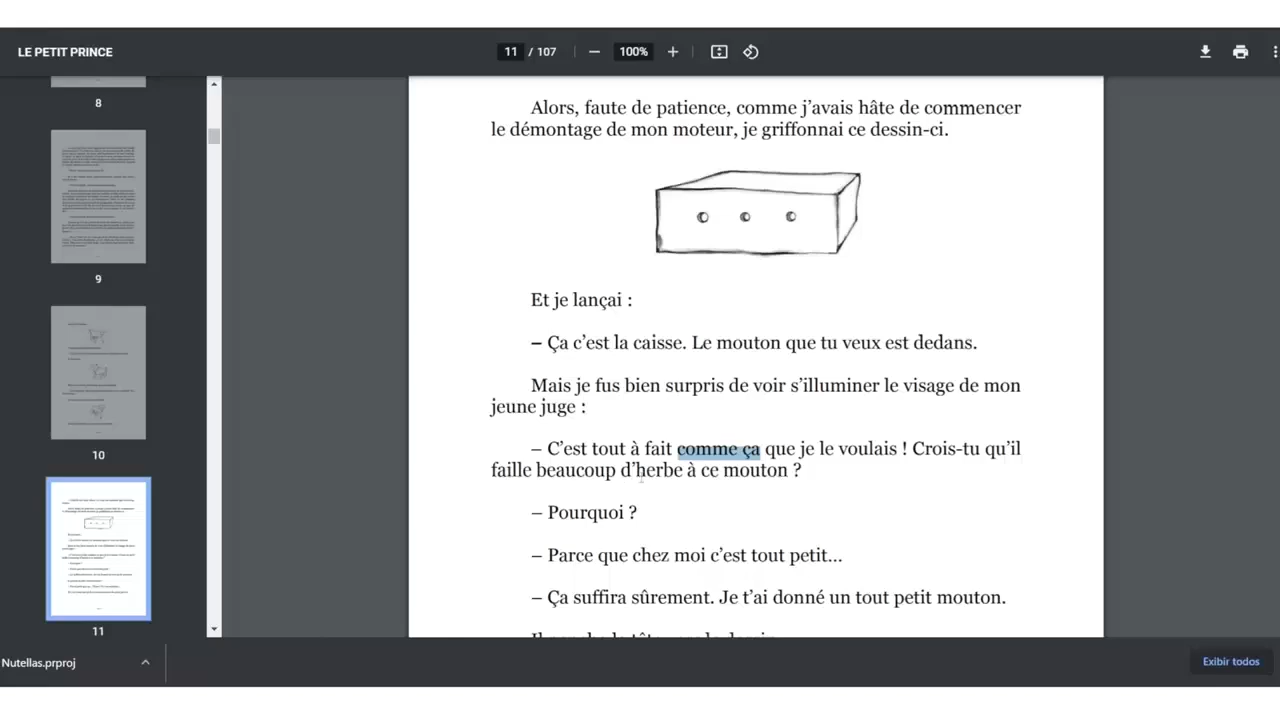 LE PETIT PRINCE
11 / 107
100%
8
9
10
11
Alors, faute de patience, comme j’avais hâte de commencer
le démontage de mon moteur, je griffonnai ce dessin-ci.
Et je lançai :
– Ça c’est la caisse. Le mouton que tu veux est dedans.
Mais je fus bien surpris de voir s’illuminer le visage de mon
jeune juge :
– C’est tout à fait comme ça que je le voulais ! Crois-tu qu’il
faille beaucoup d’herbe à ce mouton ?
– Pourquoi ?
– Parce que chez moi c’est tout petit…
– Ça suffira sûrement. Je t’ai donné un tout petit mouton.
Nutellas.prproj
Exibir todos